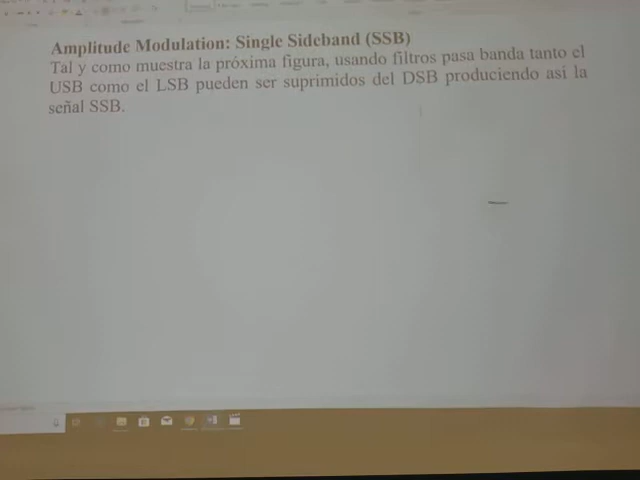 Amplitude Modulation: Single Sideband (SSB)
Tal y como muestra la próxima figura, usando filtros pasa banda tanto el
USB como el LSB pueden ser suprimidos del DSB produciendo así la
señal SSB.